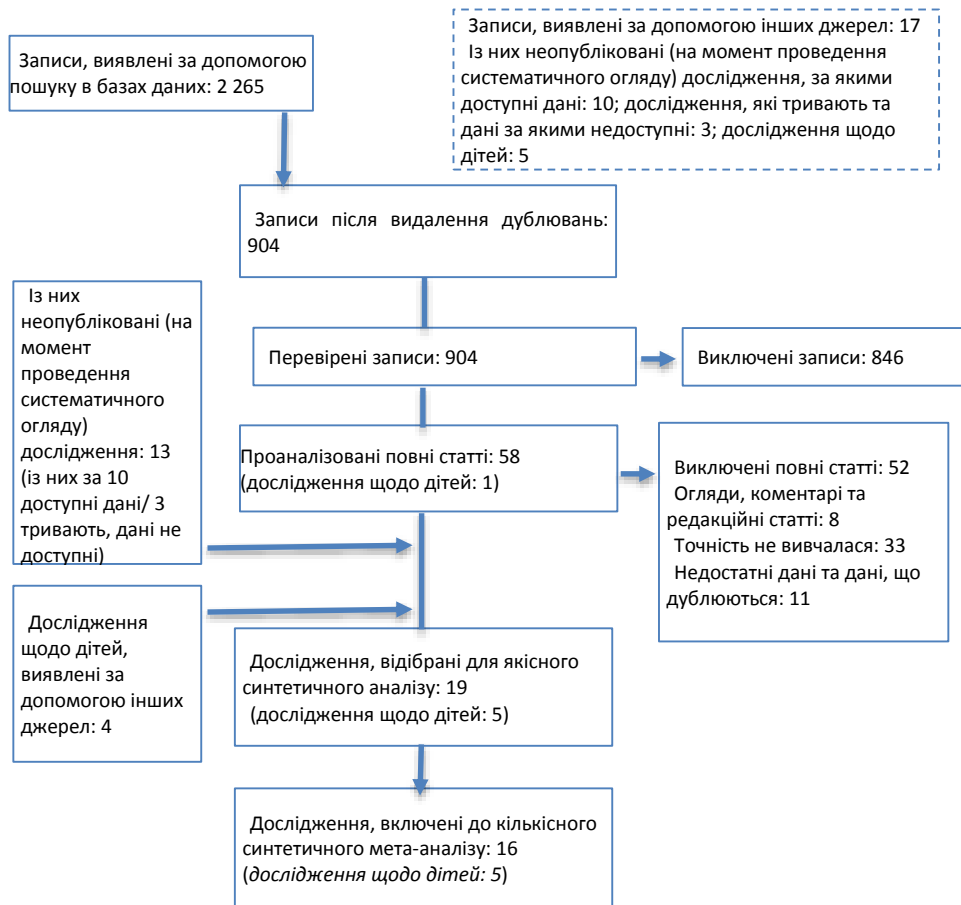 Записи, виявлені за допомогою
пошуку в базах даних: 2 265
Записи, виявлені за допомогою інших джерел: 17
Із них неопубліковані (на момент проведення
систематичного огляду) дослідження, за якими
доступні дані: 10; дослідження, які тривають та
дані за якими недоступні: 3; дослідження щодо
дітей: 5
Записи після видалення дублювань:
904
Із них
неопубліковані (на
момент
проведення
систематичного
огляду)
дослідження: 13
(із них за 10
доступні дані/ 3
тривають, дані не
доступні)
Перевірені записи: 904
Виключені записи: 846
Проаналізовані повні статті: 58
(дослідження щодо дітей: 1)
Виключені повні статті: 52
Огляди, коментарі та
редакційні статті: 8
Точність не вивчалася: 33
Недостатні дані та дані, що
дублюються: 11
Дослідження
щодо дітей,
виявлені за
допомогою інших
джерел: 4
Дослідження, відібрані для якісного
синтетичного аналізу: 19
(дослідження щодо дітей: 5)
Дослідження, включені до кількісного
синтетичного мета-аналізу: 16
(дослідження щодо дітей: 5)